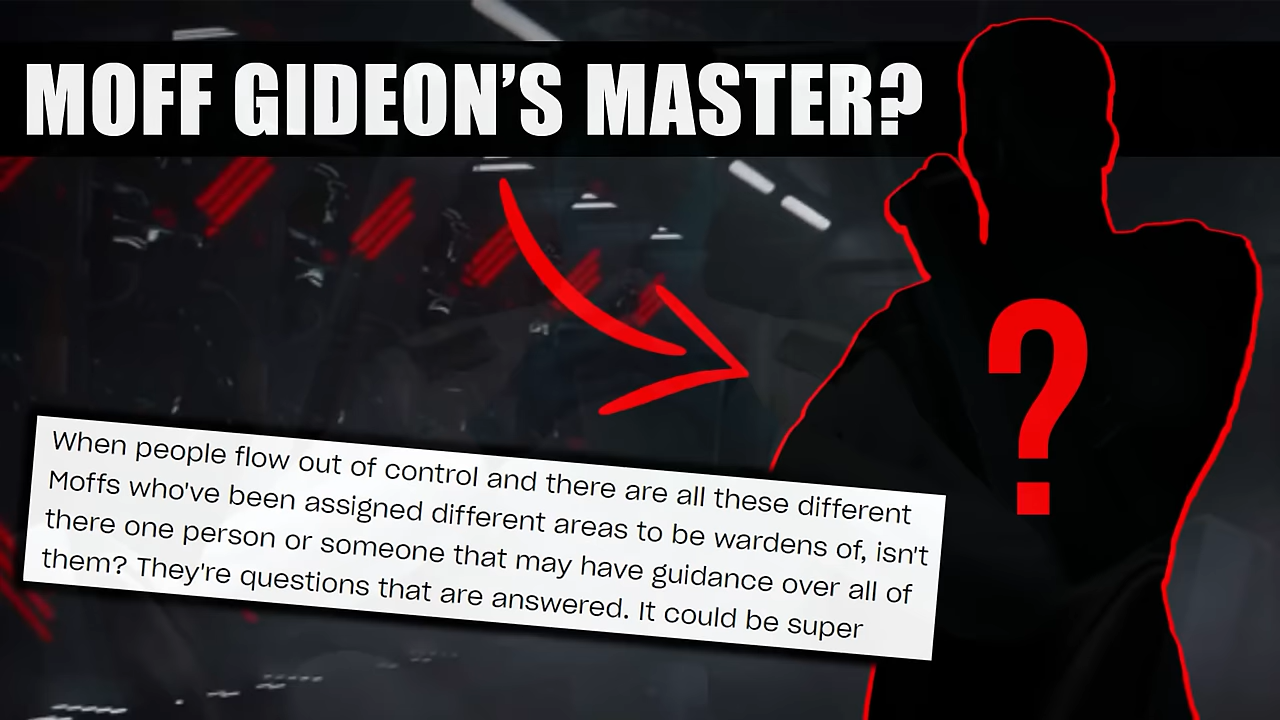 MOFF GIDEON’S MASTER?
When people flow out of control and there are all these different
Moffs who've been assigned different areas to be wardens of, isn't
there one person or someone that may have guidance over all of
them? They're questions that are answered. It could be super
?